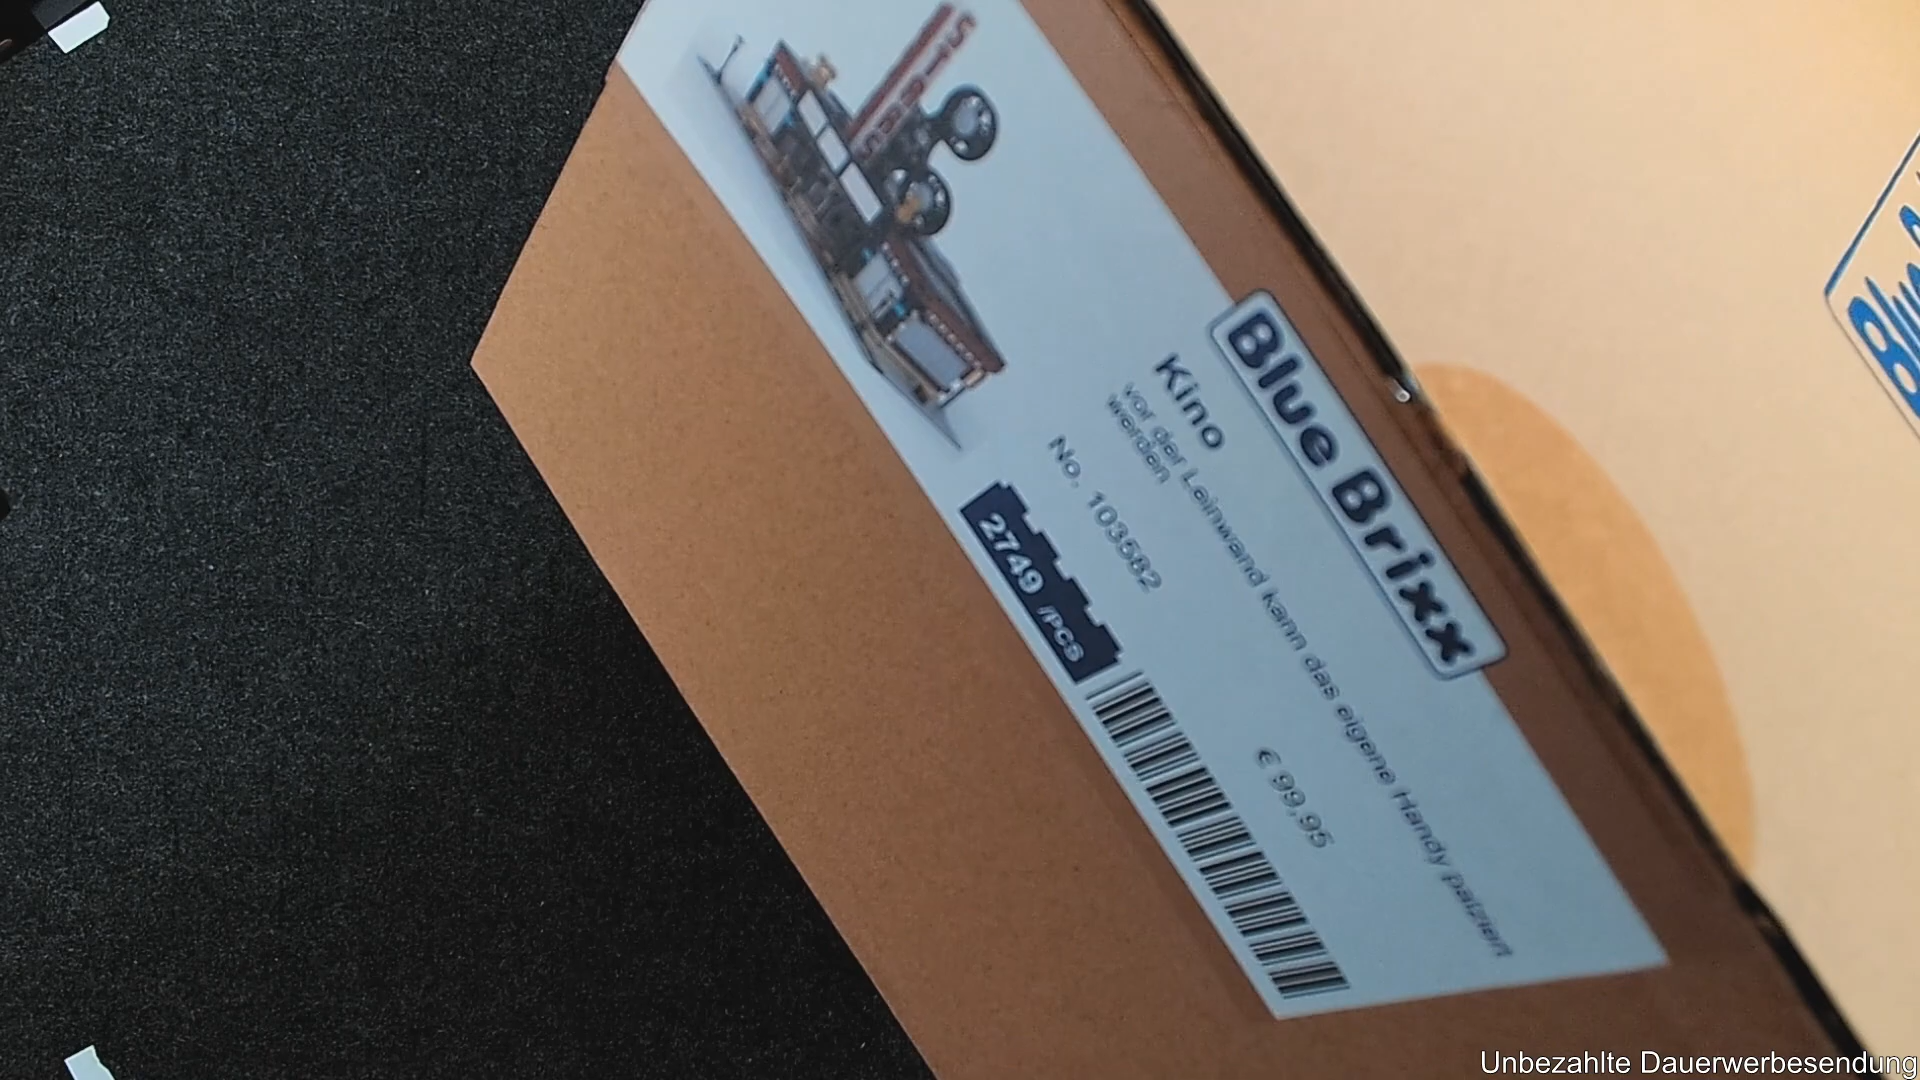 Blue Brixx
Kino
vor der Leinwand kann das eigene Handy palziert
werden
No. 103582
2749 /PCS
€ 99,95
Unbezahlte Dauerwerbesendung